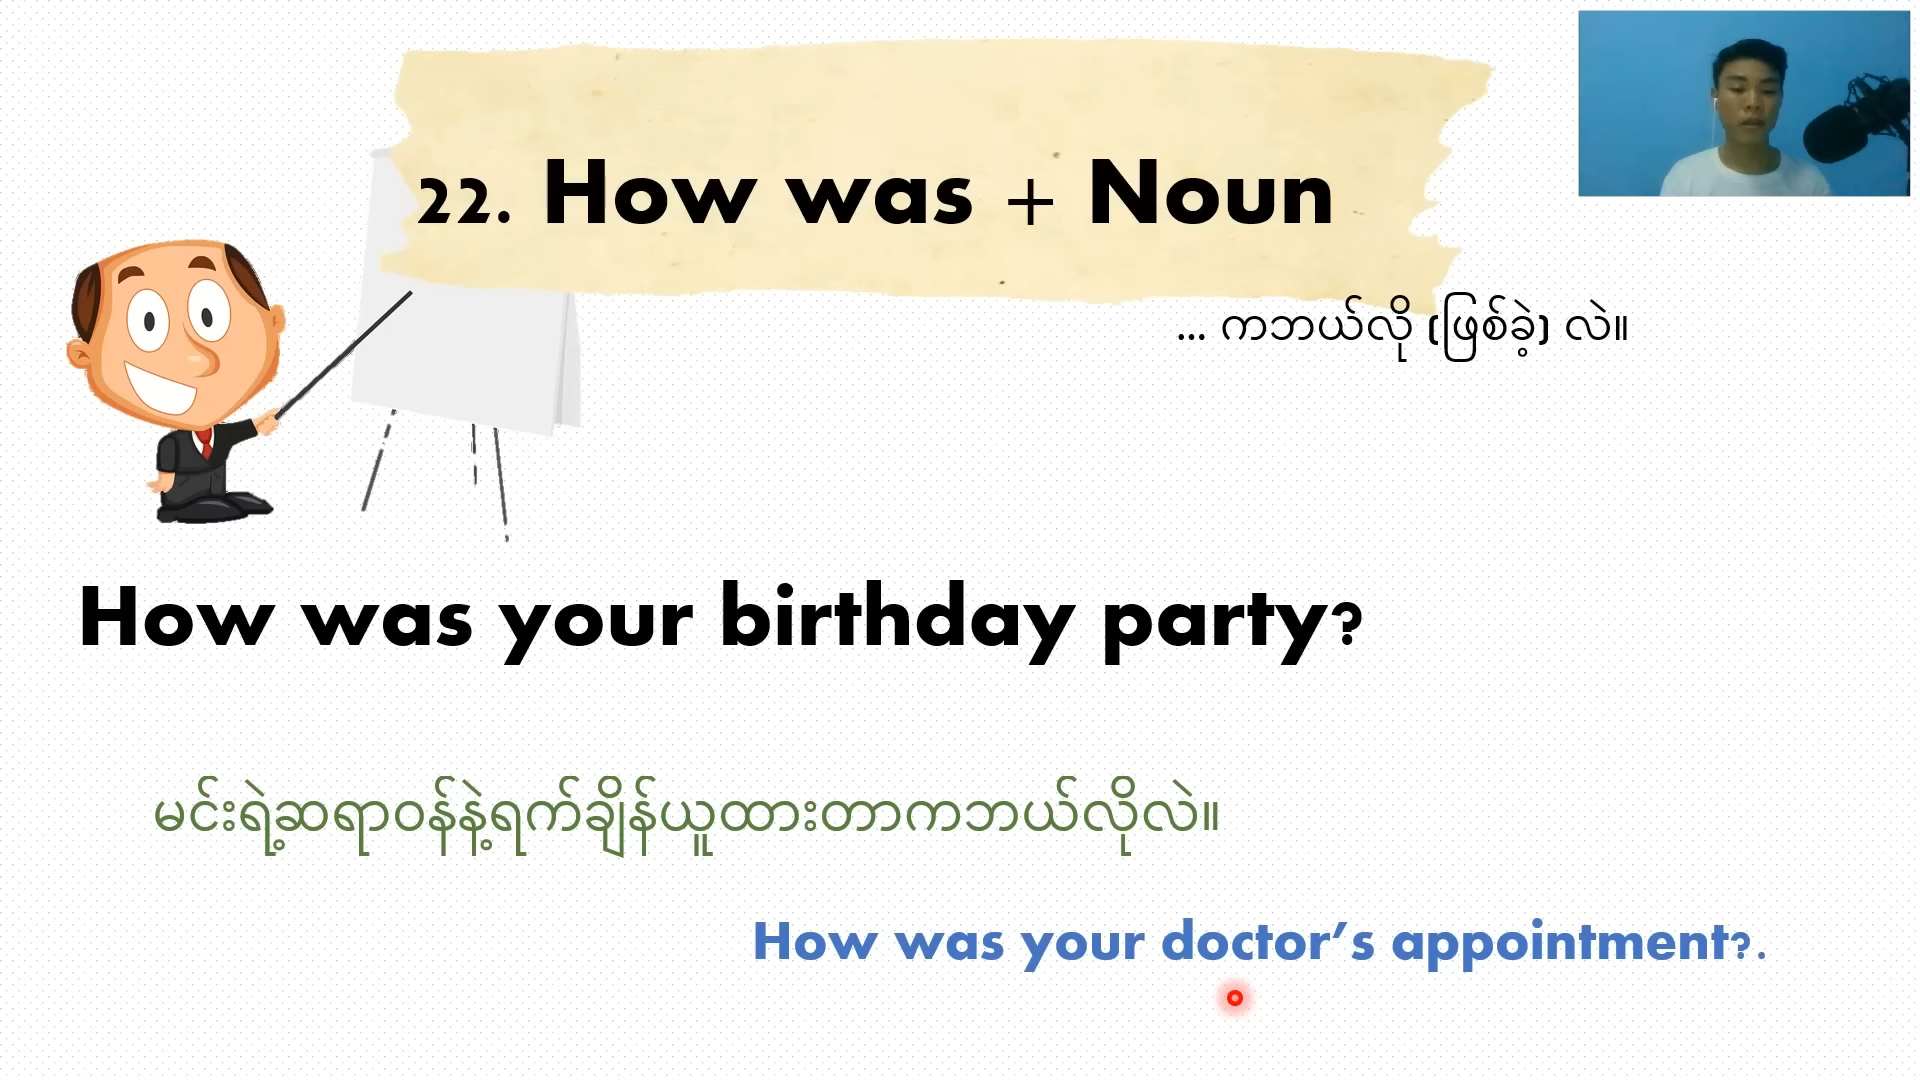 22. How was + Noun
... ကဘယ်လို (ဖြစ်ခဲ့) လဲ။
How was your birthday party?
မင်းရဲ့ဆရာဝန်နဲ့ရက်ချိန်ယူထားတာကဘယ်လိုလဲ။
How was your doctor’s appointment?.